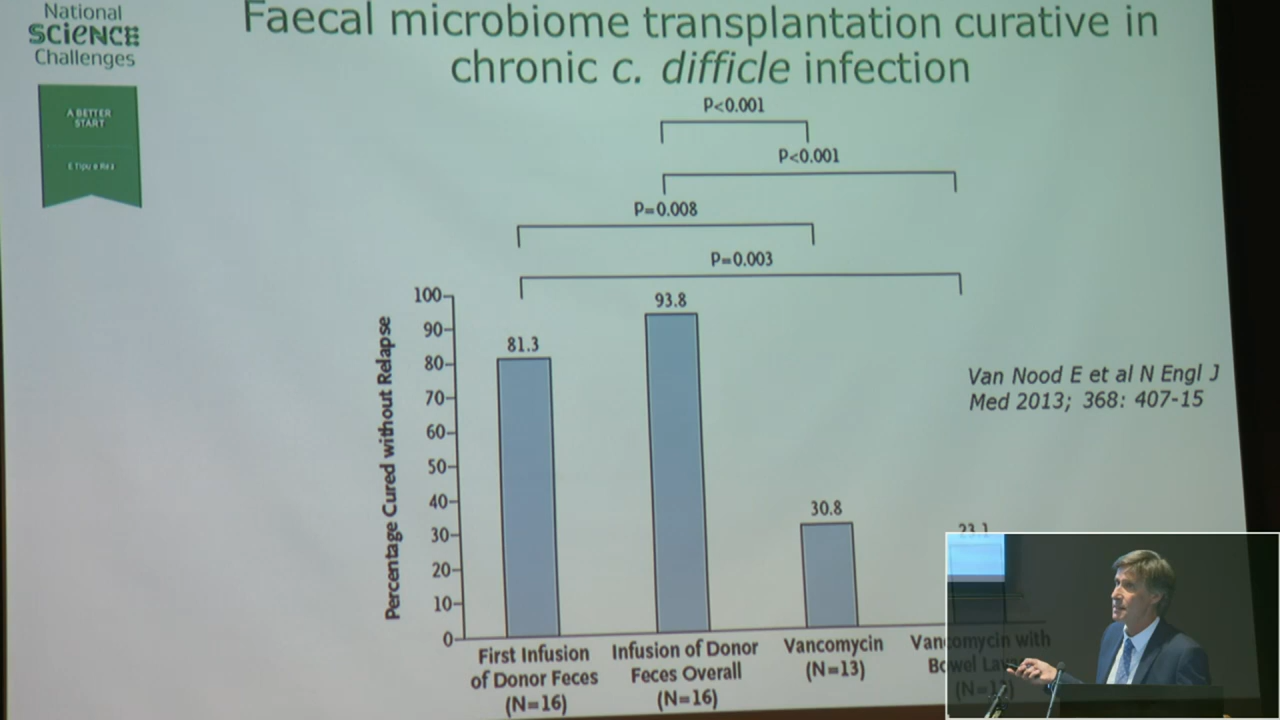 National
SCIENCE
Challenges
A BETTER
START
E Tipu e Rea
Faecal microbiome transplantation curative in
chronic c. difficle infection
P<0.001
P<0.001
P=0.008
P=0.003
Percentage Cured without Relapse
100
90
80
70
60
50
40
30
20
10
0
81.3
93.8
30.8
23.1
First Infusion
of Donor Feces
(N=16)
Infusion of Donor
Feces Overall
(N=16)
Vancomycin
(N=13)
Vancomycin with
Bowel
Van Nood E et al N Engl J
Med 2013; 368: 407-15